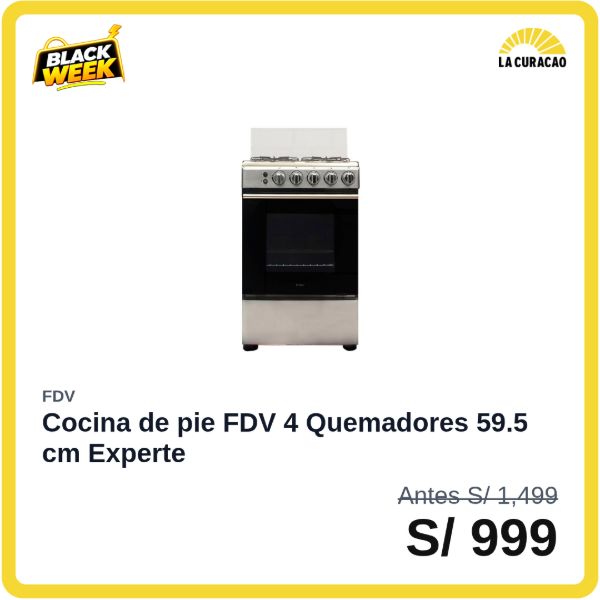 BLACK
WEEK
LA CURACAO
FDV
Cocina de pie FDV 4 Quemadores 59.5
cm Experte
Antes S/ 1,499
S/ 999